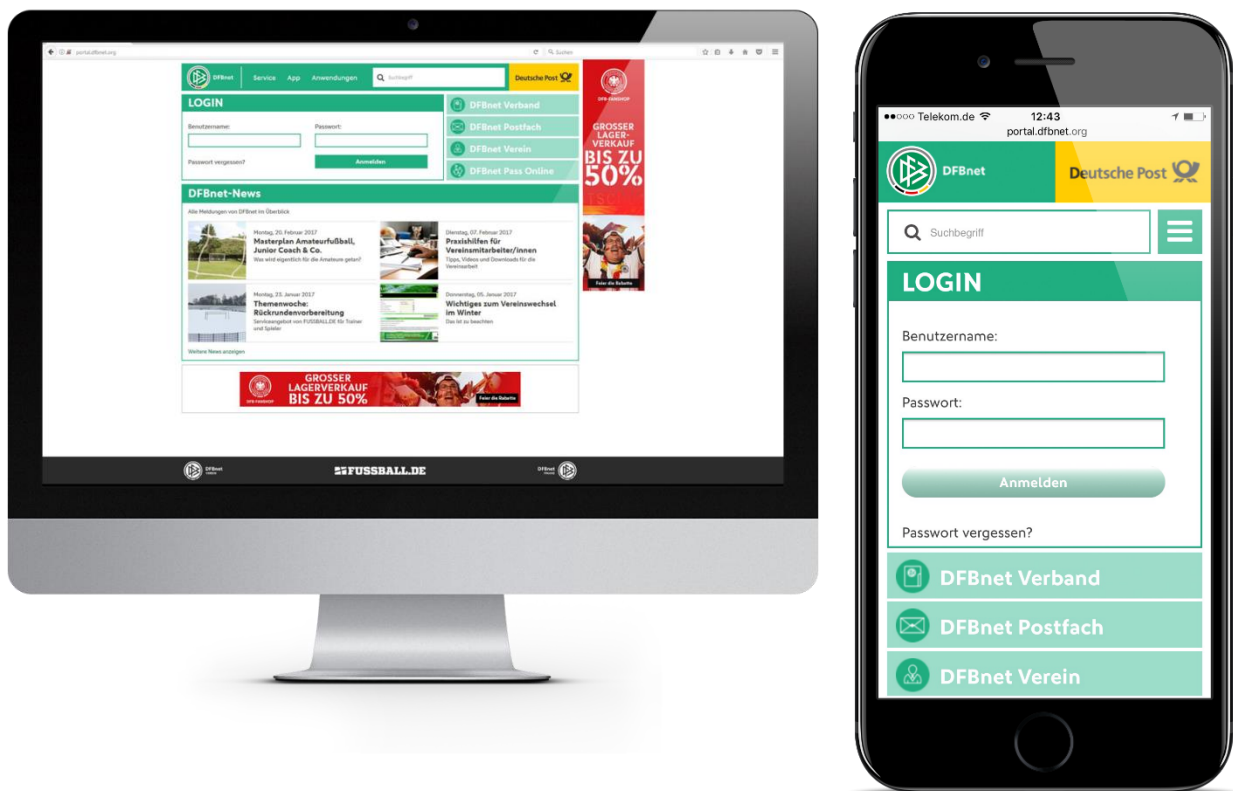 portal.dfbnet.org
Suchen
DFBnet
Service App Anwendungen
Suchbegriff
Deutsche Post
LOGIN
Benutzername:
Passwort:
Passwort vergessen?
Anmelden
DFBnet Verband
DFBnet Postfach
DFBnet Verein
DFBnet Pass Online
DFBnet-News
Alle Meldungen von DFBnet im Überblick
Montag, 20. Februar 2017
Masterplan Amateurfußball,
Junior Coach & Co.
Was wird eigentlich für die Amateure getan?
Dienstag, 07. Februar 2017
Praxishilfen für
Vereinsmitarbeiter/innen
Tipps, Videos und Downloads für die
Vereinsarbeit
Montag, 23. Januar 2017
Themenwoche:
Rückrundenvorbereitung
Serviceangebot von FUSSBALL.DE für Trainer
und Spieler
Donnerstag, 05. Januar 2017
Wichtiges zum Vereinswechsel
im Winter
Das ist zu beachten
Weitere News anzeigen
DFB-FANSHOP
GROSSER
LAGER-
VERKAUF
BIS ZU
50%
Feier die Rabatte
DFB-FANSHOP
GROSSER
LAGERVERKAUF
BIS ZU 50%
Feier die Rabatte
DFBnet
FUSSBALL.DE
DFBnet
Telekom.de 12:43
portal.dfbnet.org
DFBnet
Deutsche Post
Suchbegriff
LOGIN
Benutzername:
Passwort:
Anmelden
Passwort vergessen?
DFBnet Verband
DFBnet Postfach
DFBnet Verein